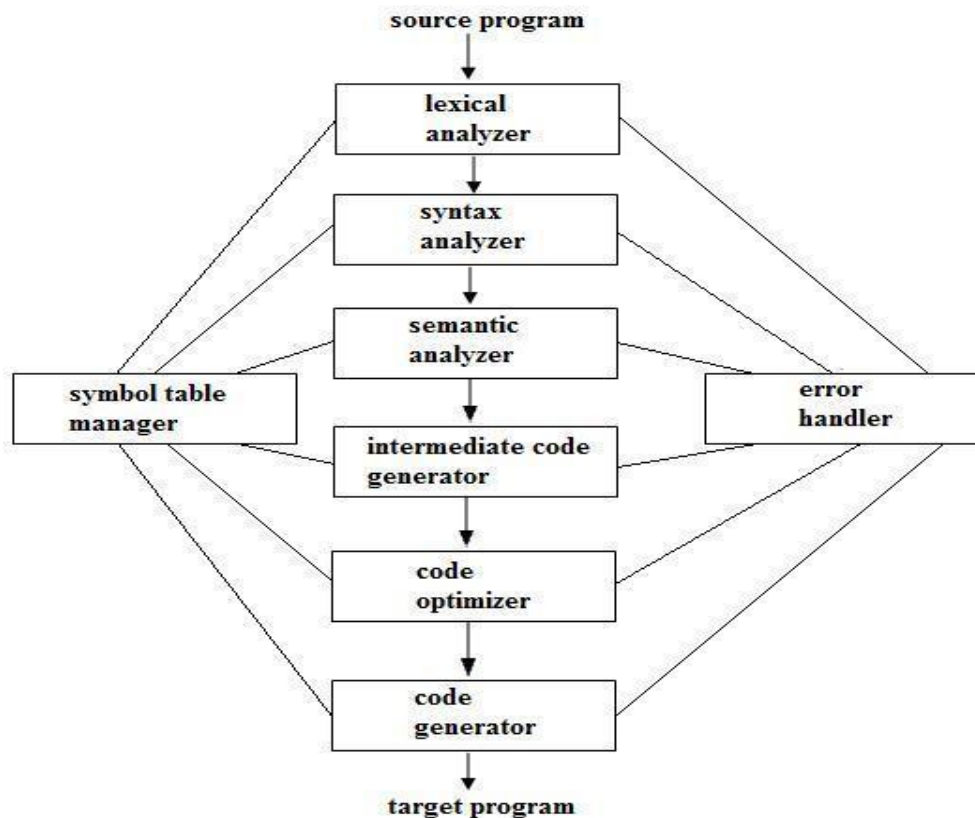 source program
lexical
analyzer
syntax
analyzer
semantic
analyzer
symbol table
manager
error
handler
intermediate code
generator
code
optimizer
code
generator
target program